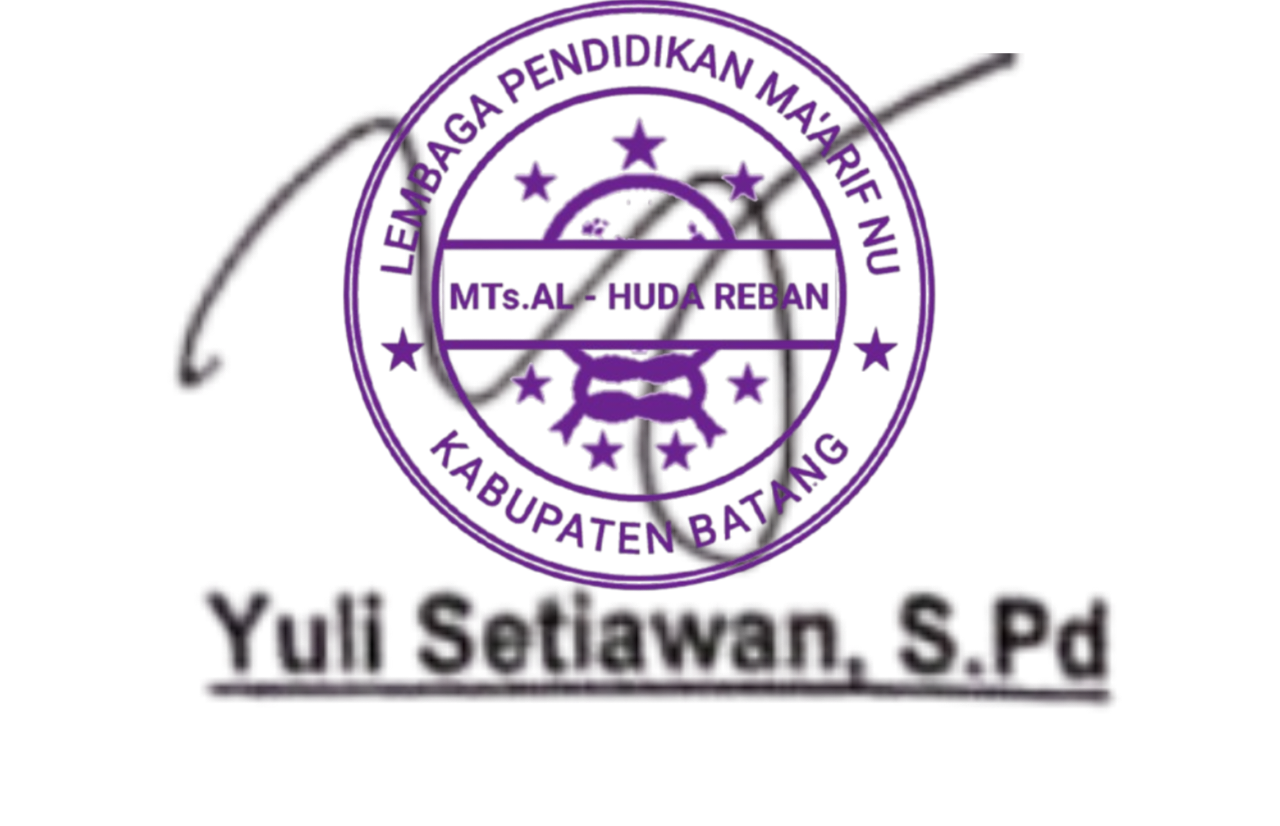 LEMBAGA PENDIDIKAN MA'ARIF NU
MTs.AL - HUDA REBAN
KABUPATEN BATANG
Yuli Setiawan, S.Pd